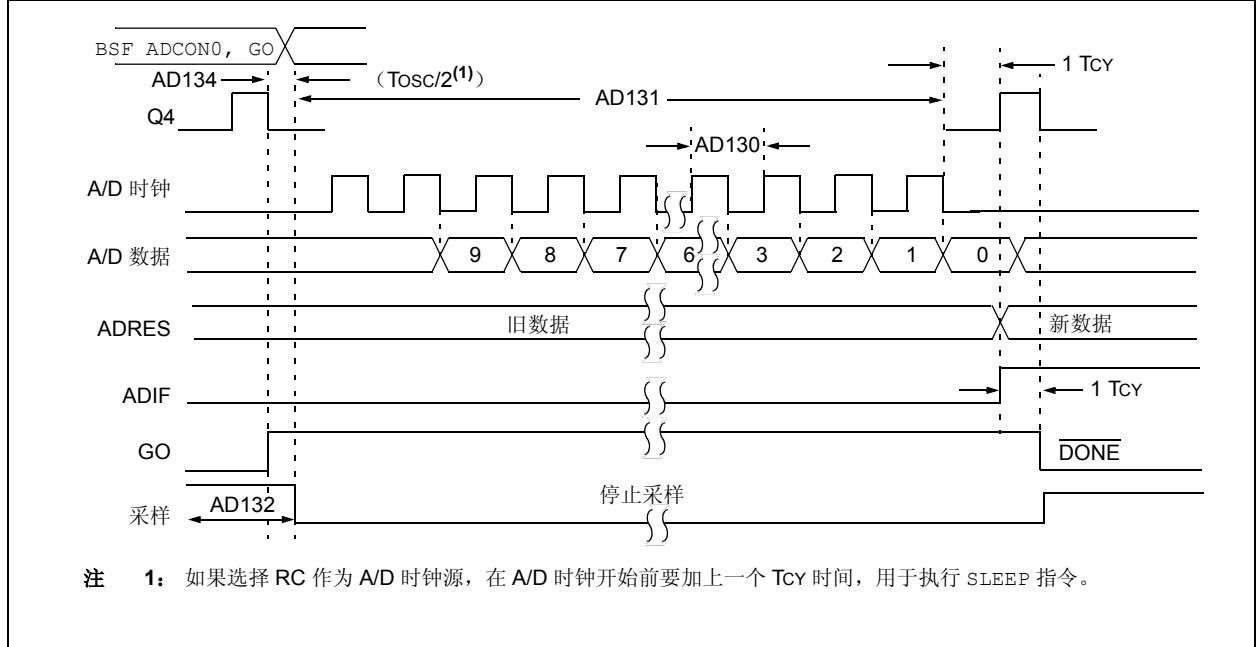 BSF ADCON0, GO
1 TCY
AD134
（TOSC/2(1)）
AD131
Q4
AD130
A/D 时钟
A/D 数据
9 8 7 6 3 2 1 0
ADRES
旧数据
新数据
ADIF
1 TCY
GO
DONE
停止采样
采样
AD132
注 1： 如果选择 RC 作为 A/D 时钟源，在 A/D 时钟开始前要加上一个 TCY 时间，用于执行 SLEEP 指令。